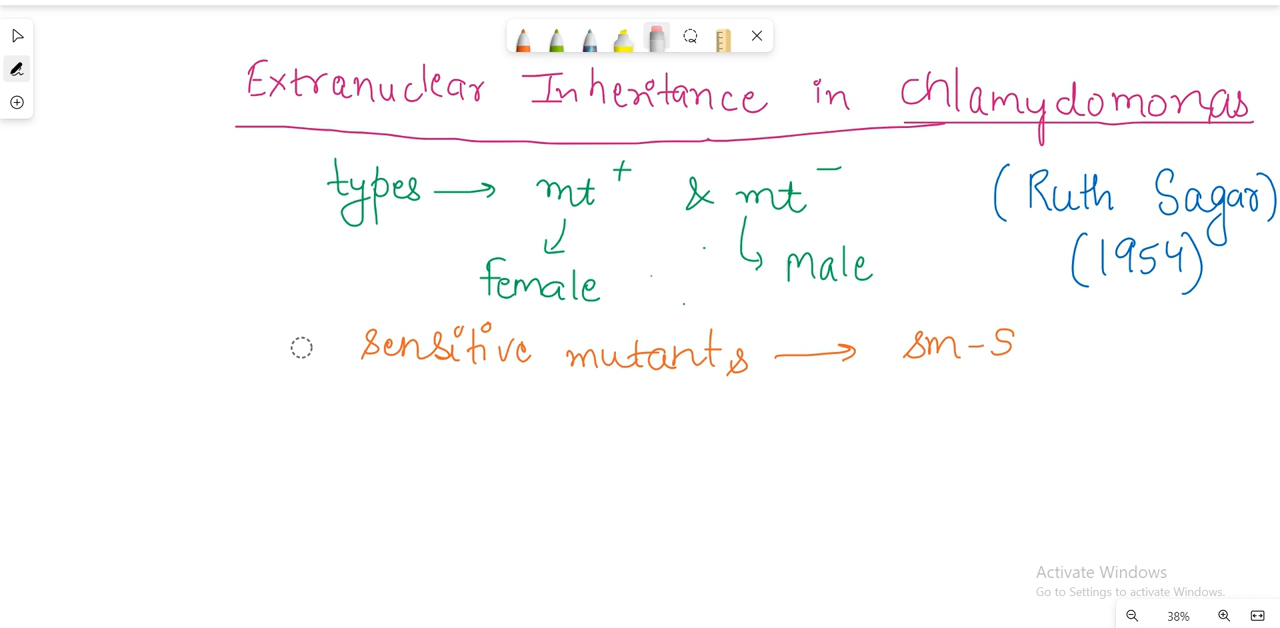 Extranuclear Inheritance in Chlamydomonas
types → mt⁺ & mt⁻ (Ruth Sagar)
female male (1954)
sensitive mutants → sm-s
Activate Windows
Go to Settings to activate Windows.
38%